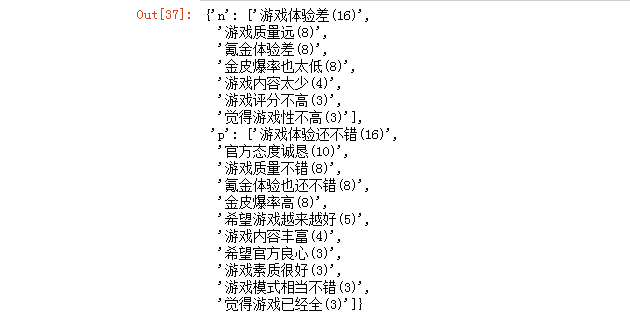 Out[37]: {'n': ['游戏体验差(16)',
'游戏质量远(8)',
'氪金体验差(8)',
'金皮爆率也太低(8)',
'游戏内容太少(4)',
'游戏评分不高(3)',
'觉得游戏性不高(3)'],
'p': ['游戏体验还不错(16)',
'官方态度诚恳(10)',
'游戏质量不错(8)',
'氪金体验也还不错(8)',
'金皮爆率高(8)',
'希望游戏越来越好(5)',
'游戏内容丰富(4)',
'希望官方良心(3)',
'游戏素质很好(3)',
'游戏模式相当不错(3)',
'觉得游戏已经全(3)']}